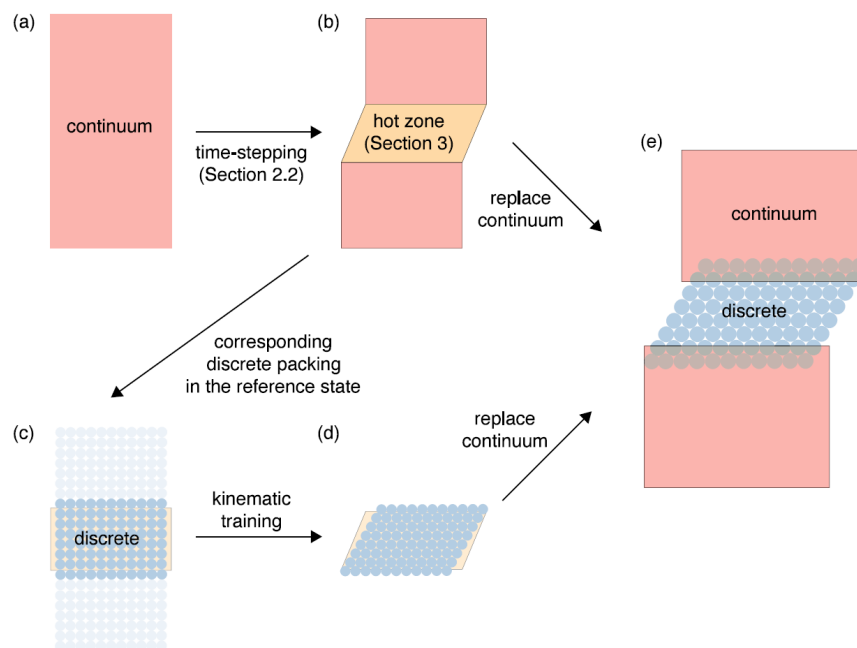 (a)
continuum
time-stepping
(Section 2.2)
(b)
hot zone
(Section 3)
replace
continuum
(e)
continuum
discrete
corresponding
discrete packing
in the reference state
(c)
discrete
kinematic
training
(d)
replace
continuum